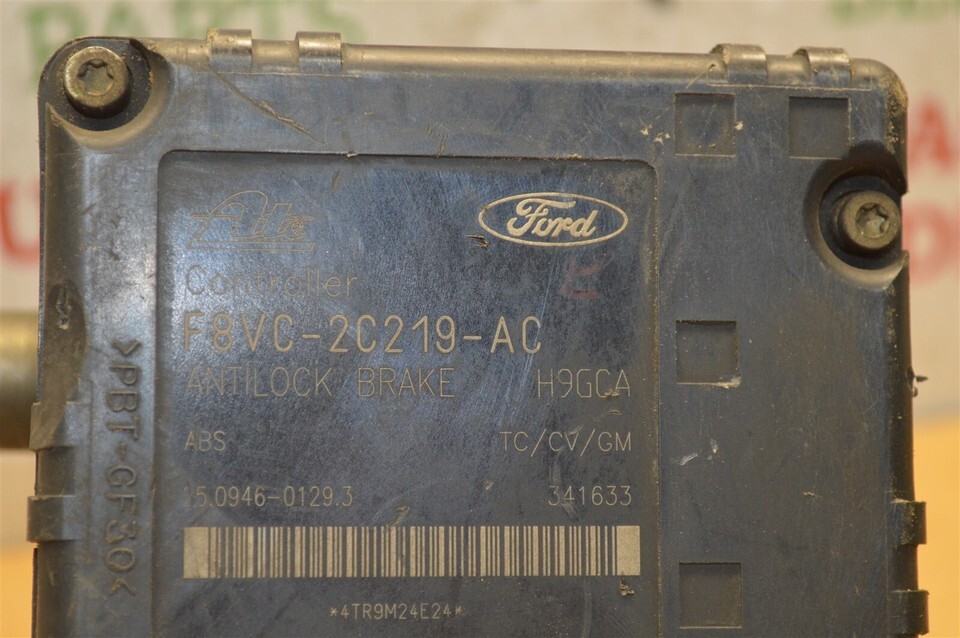 Ate
Ford
Controller
F8VC-2C219-AC
ANTILOCK BRAKE H9GCA
ABS TC/CV/GM
15.0946-0129.3 341633
*4TR9M24E24*
>PBT-GF30<